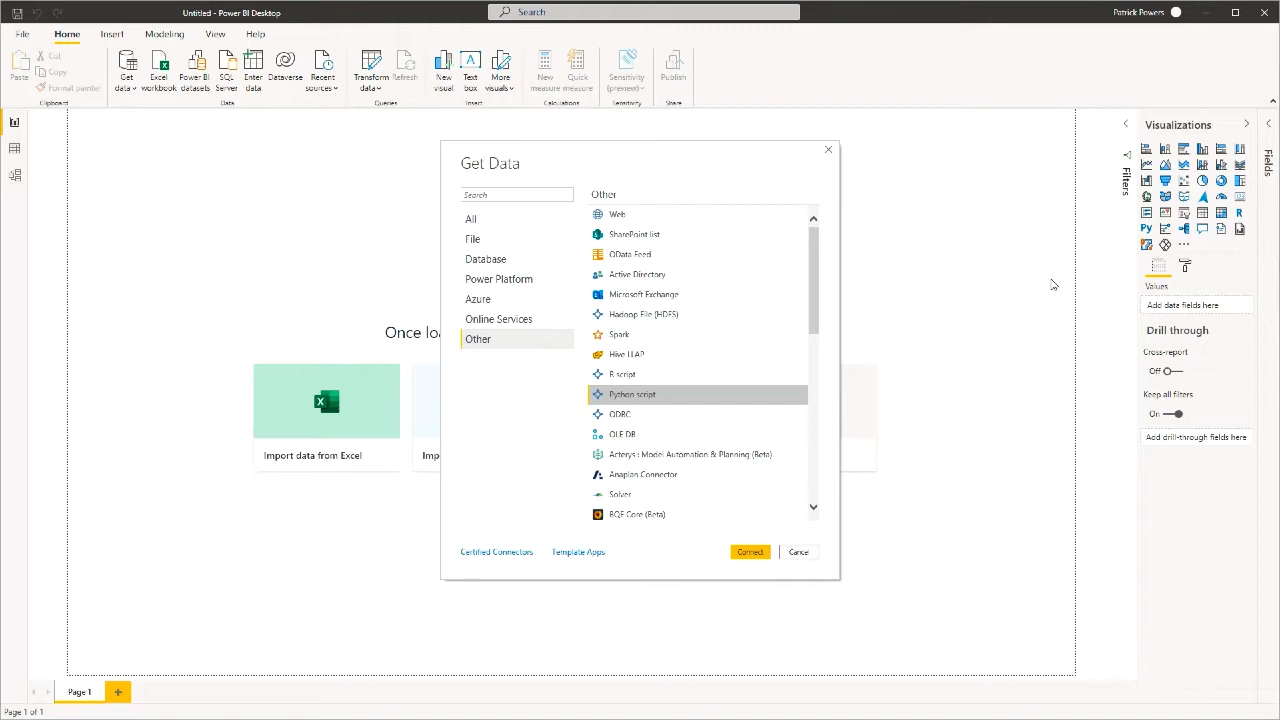 Untitled - Power BI Desktop
Search
Patrick Powers
File Home Insert Modeling View Help
Paste
Cut
Copy
Format painter
Clipboard
Get data
Excel workbook
Power BI datasets
SQL Server
Enter data
Dataverse
Recent sources
Data
Transform data
Refresh
Queries
New visual
Text box
More visuals
Insert
New measure
Quick measure
Calculations
Sensitivity (preview)
Sensitivity
Publish
Share
Get Data
Search
All
File
Database
Power Platform
Azure
Online Services
Other
Other
Web
SharePoint list
OData Feed
Active Directory
Microsoft Exchange
Hadoop File (HDFS)
Spark
Hive LLAP
R script
Python script
ODBC
OLE DB
Acterys : Model Automation & Planning (Beta)
Anaplan Connector
Solver
BQE Core (Beta)
Certified Connectors
Template Apps
Connect
Cancel
Once loa
Import data from Excel
Imp
Filters
Visualizations
R
Py
Values
Add data fields here
Drill through
Cross-report
Off
Keep all filters
On
Add drill-through fields here
Fields
Page 1
Page 1 of 1